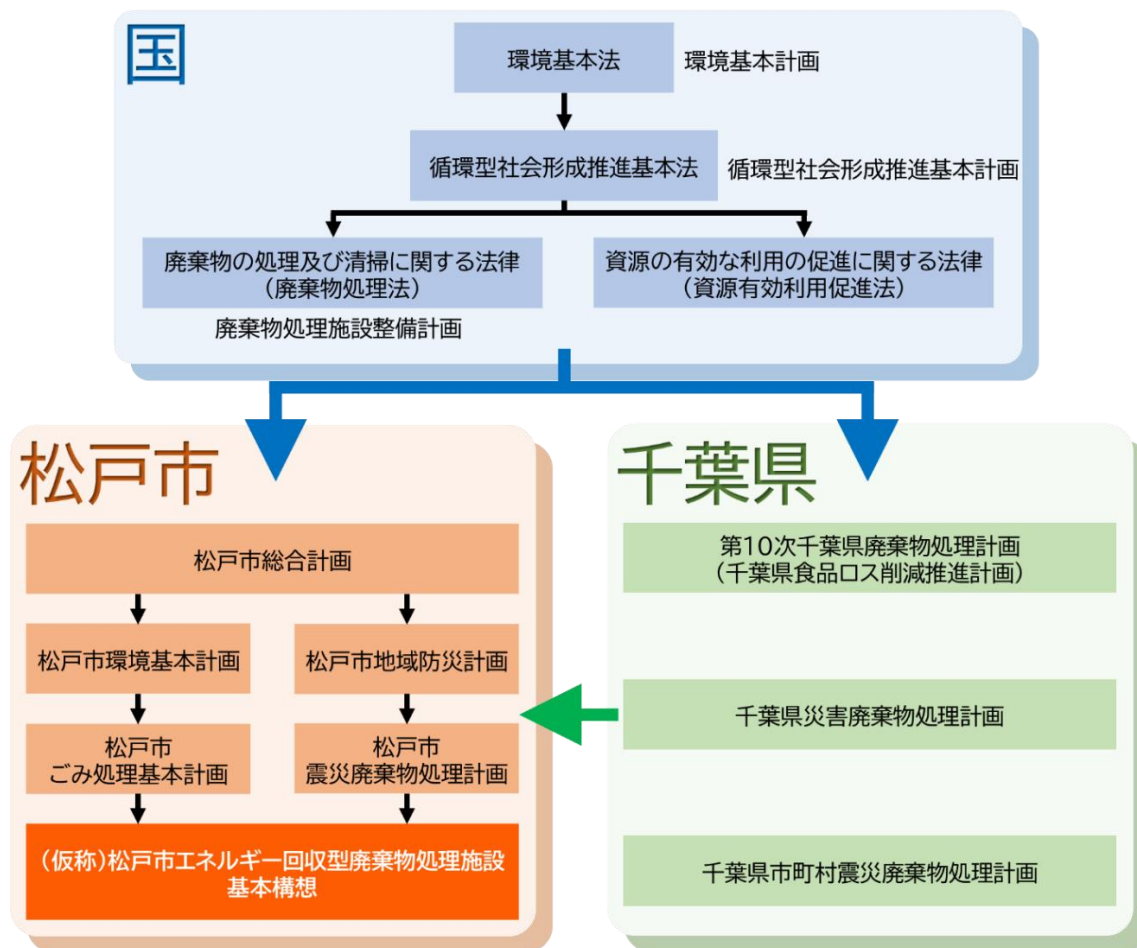 国
環境基本法
環境基本計画
循環型社会形成推進基本法
循環型社会形成推進基本計画
廃棄物の処理及び清掃に関する法律
（廃棄物処理法）
資源の有効な利用の促進に関する法律
（資源有効利用促進法）
廃棄物処理施設整備計画
松戸市
松戸市総合計画
松戸市環境基本計画
松戸市地域防災計画
松戸市
ごみ処理基本計画
松戸市
震災廃棄物処理計画
（仮称）松戸市エネルギー回収型廃棄物処理施設
基本構想
千葉県
第10次千葉県廃棄物処理計画
（千葉県食品ロス削減推進計画）
千葉県災害廃棄物処理計画
千葉県市町村震災廃棄物処理計画